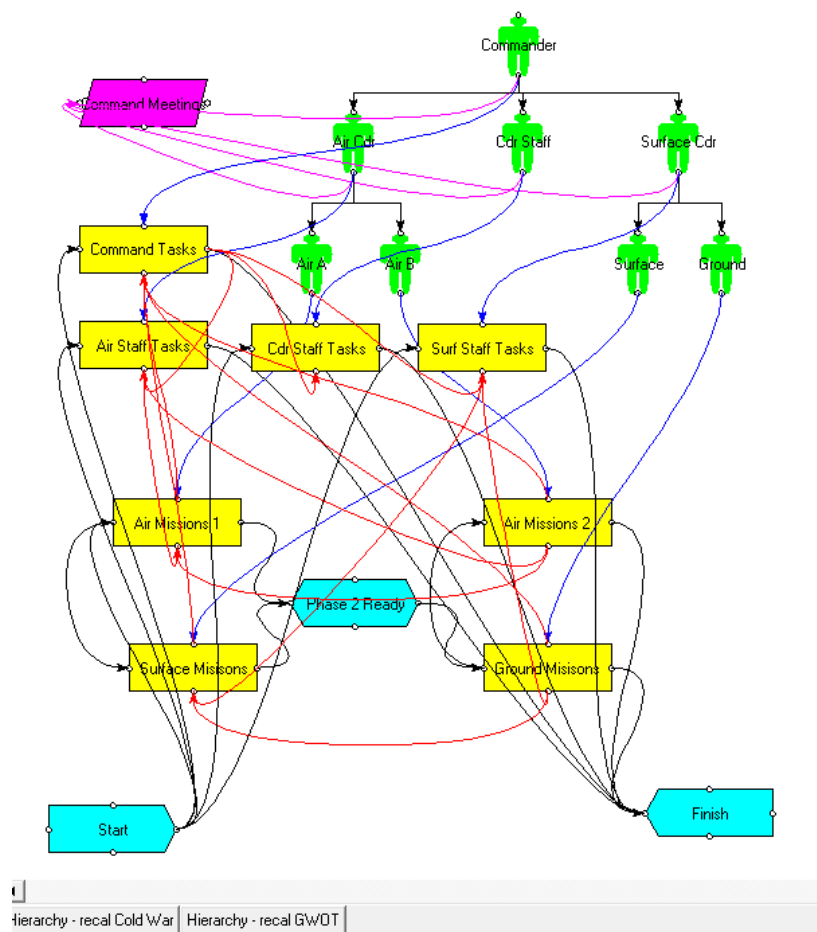 Commander
Command Meeting
Air Cdr
Cdr Staff
Surface Cdr
Command Tasks
Air A
Air B
Surface
Ground
Air Staff Tasks
Cdr Staff Tasks
Surf Staff Tasks
Air Missions 1
Air Missions 2
Phase 2 Ready
Surface Misisons
Ground Misisons
Start
Finish
Hierarchy - recal Cold War
Hierarchy - recal GWOT